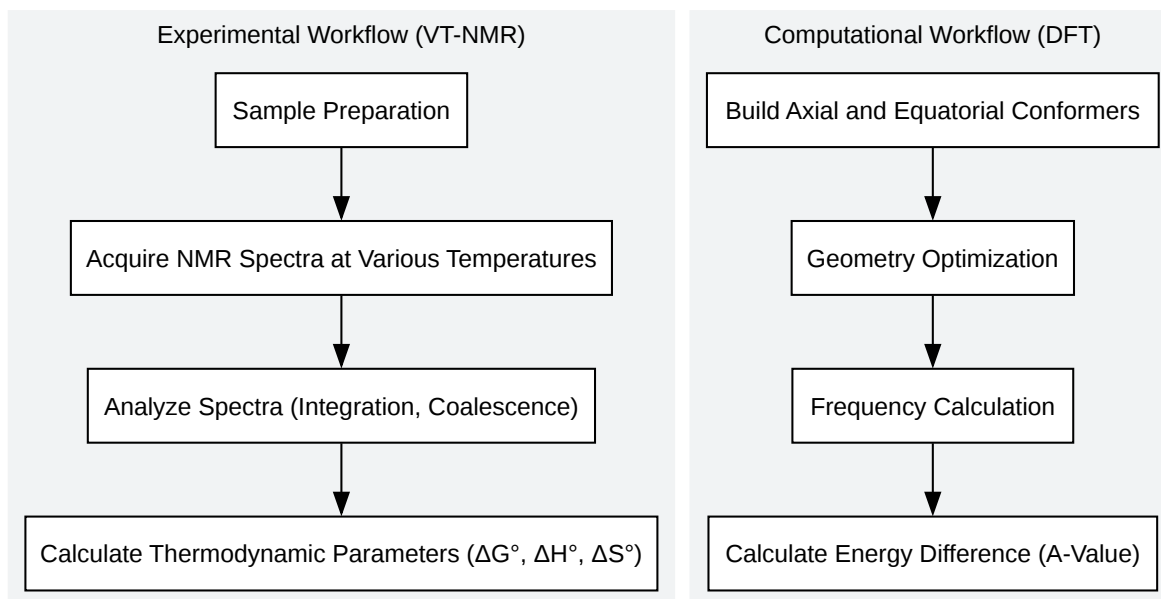 Experimental Workflow (VT-NMR)
Sample Preparation
Acquire NMR Spectra at Various Temperatures
Analyze Spectra (Integration, Coalescence)
Calculate Thermodynamic Parameters (ΔG°, ΔH°, ΔS°)
Computational Workflow (DFT)
Build Axial and Equatorial Conformers
Geometry Optimization
Frequency Calculation
Calculate Energy Difference (A-Value)